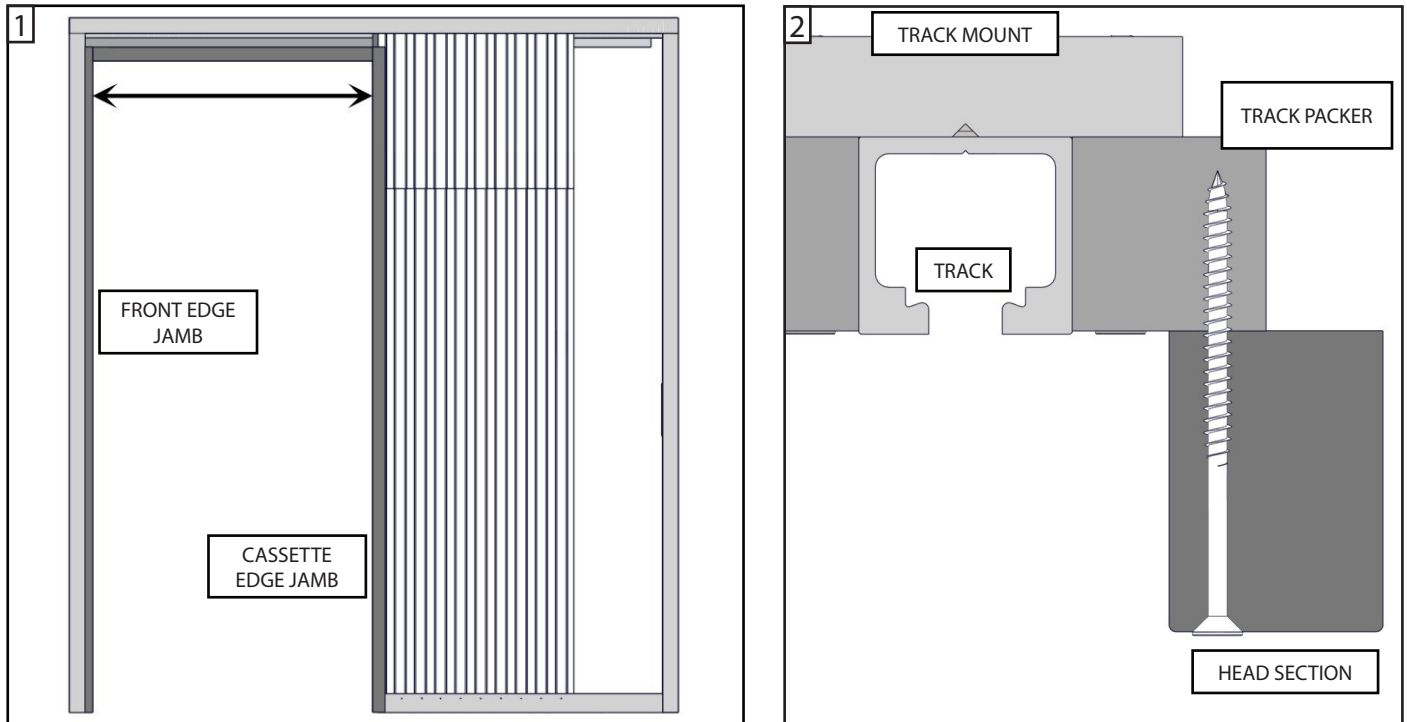 1
FRONT EDGE
JAMB
CASSETTE
EDGE JAMB
2
TRACK MOUNT
TRACK PACKER
TRACK
HEAD SECTION